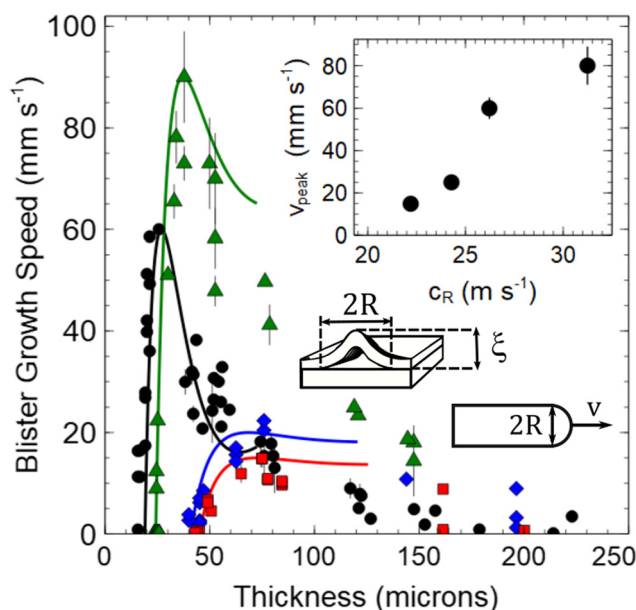 100
80
60
40
20
0
Blister Growth Speed (mm s⁻¹)
0
50
100
150
200
250
Thickness (microns)
80
60
40
20
0
v_peak (mm s⁻¹)
20
25
30
c_R (m s⁻¹)
2R
ξ
2R
v